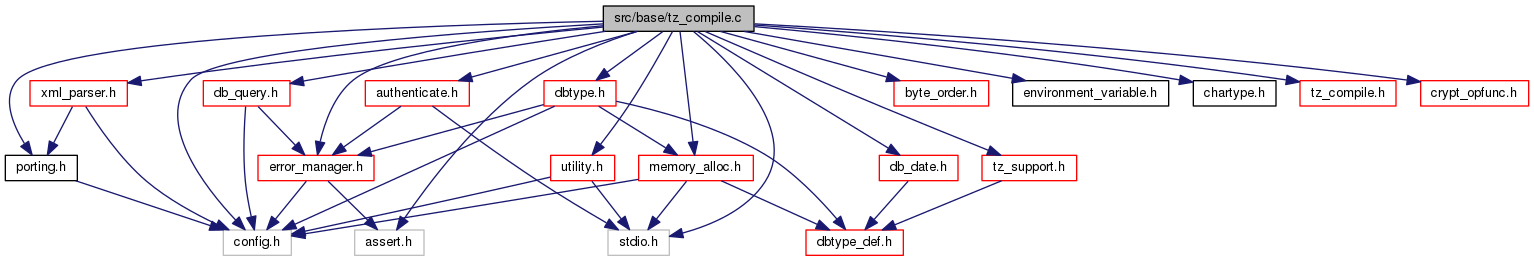 src/base/tz_compile.c
xml_parser.h
db_query.h
authenticate.h
dbtype.h
byte_order.h
environment_variable.h
chartype.h
tz_compile.h
crypt_opfunc.h
porting.h
error_manager.h
utility.h
memory_alloc.h
db_date.h
tz_support.h
config.h
assert.h
stdio.h
dbtype_def.h